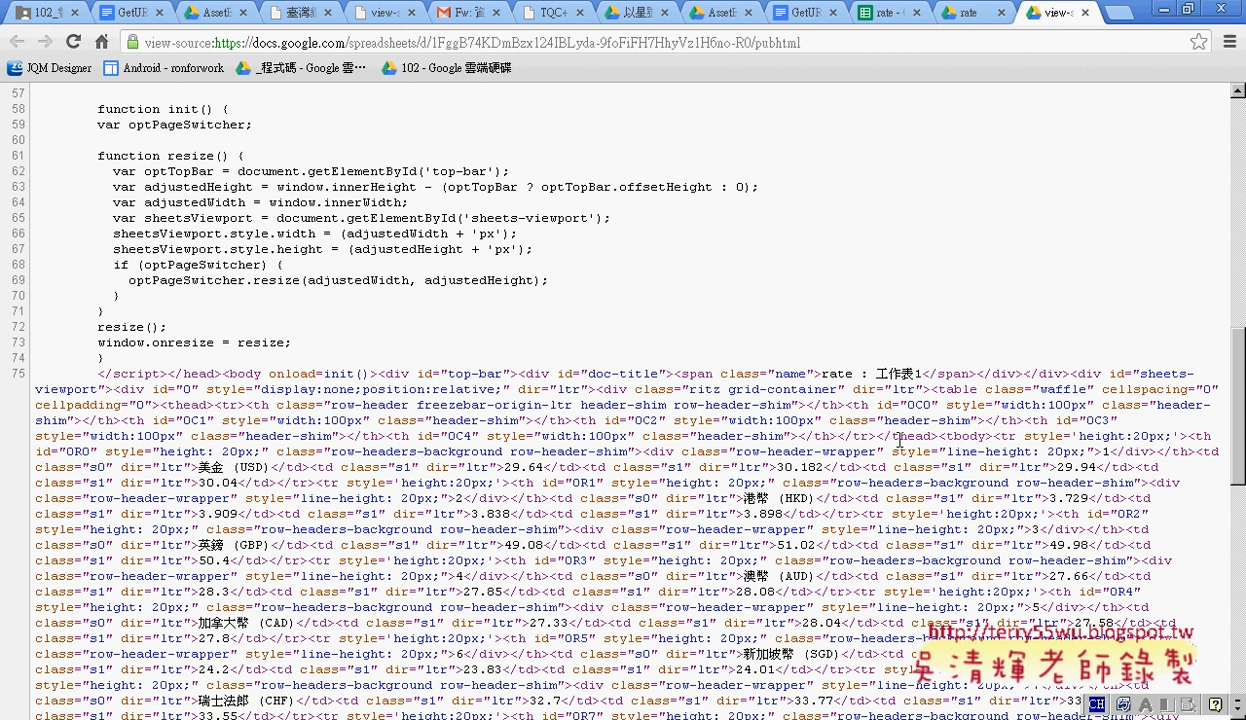 102_
GetUR
AssetE
臺灣
view-s
Fw: 資
TQC+
以星
AssetE
GetUR
rate -
rate
view-s
view-source:https://docs.google.com/spreadsheets/d/1FggB74KDmBzx124IBLyda-9foFiFH7HhyVz1H6no-R0/pubhtml
JQM Designer
Android - ronforwork
_程式碼 - Google 雲…
102 - Google 雲端硬碟
57
58 function init() {
59 var optPageSwitcher;
60
61 function resize() {
62 var optTopBar = document.getElementById('top-bar');
63 var adjustedHeight = window.innerHeight - (optTopBar ? optTopBar.offsetHeight : 0);
64 var adjustedWidth = window.innerWidth;
65 var sheetsViewport = document.getElementById('sheets-viewport');
66 sheetsViewport.style.width = (adjustedWidth + 'px');
67 sheetsViewport.style.height = (adjustedHeight + 'px');
68 if (optPageSwitcher) {
69 optPageSwitcher.resize(adjustedWidth, adjustedHeight);
70 }
71 }
72 resize();
73 window.onresize = resize;
74 }
75 </script></head><body onload=init()><div id="top-bar"><div id="doc-title"><span class="name">rate : 工作表1</span></div></div><div id="sheets-
viewport"><div id="0" style="display:none;position:relative;" dir="ltr"><div class="ritz grid-container" dir="ltr"><table class="waffle" cellspacing="0"
cellpadding="0"><thead><tr><th class="row-header freezebar-origin-ltr header-shim row-header-shim"></th><th id="0C0" style="width:100px" class="header-
shim"></th><th id="0C1" style="width:100px" class="header-shim"></th><th id="0C2" style="width:100px" class="header-shim"></th><th id="0C3"
style="width:100px" class="header-shim"></th><th id="0C4" style="width:100px" class="header-shim"></th></tr></thead><tbody><tr style='height:20px;'><th
id="0R0" style="height: 20px;" class="row-headers-background row-header-shim"><div class="row-header-wrapper" style="line-height: 20px;">1</div></th><td
class="s0" dir="ltr">美金 (USD)</td><td class="s1" dir="ltr">29.64</td><td class="s1" dir="ltr">30.182</td><td class="s1" dir="ltr">29.94</td><td
class="s1" dir="ltr">30.04</td></tr><tr style='height:20px;'><th id="0R1" style="height: 20px;" class="row-headers-background row-header-shim"><div
class="row-header-wrapper" style="line-height: 20px;">2</div></th><td class="s0" dir="ltr">港幣 (HKD)</td><td class="s1" dir="ltr">3.729</td><td
class="s1" dir="ltr">3.909</td><td class="s1" dir="ltr">3.838</td><td class="s1" dir="ltr">3.898</td></tr><tr style='height:20px;'><th id="0R2"
style="height: 20px;" class="row-headers-background row-header-shim"><div class="row-header-wrapper" style="line-height: 20px;">3</div></th><td
class="s0" dir="ltr">英鎊 (GBP)</td><td class="s1" dir="ltr">49.08</td><td class="s1" dir="ltr">51.02</td><td class="s1" dir="ltr">49.98</td><td
class="s1" dir="ltr">50.4</td></tr><tr style='height:20px;'><th id="0R3" style="height: 20px;" class="row-headers-background row-header-shim"><div
class="row-header-wrapper" style="line-height: 20px;">4</div></th><td class="s0" dir="ltr">澳幣 (AUD)</td><td class="s1" dir="ltr">27.66</td><td
class="s1" dir="ltr">28.3</td><td class="s1" dir="ltr">27.85</td><td class="s1" dir="ltr">28.08</td></tr><tr style='height:20px;'><th id="0R4"
style="height: 20px;" class="row-headers-background row-header-shim"><div class="row-header-wrapper" style="line-height: 20px;">5</div></th><td
class="s0" dir="ltr">加拿大幣 (CAD)</td><td class="s1" dir="ltr">27.33</td><td class="s1" dir="ltr">28.04</td><td class="s1" dir="ltr">27.58</td><td
class="s1" dir="ltr">27.8</td></tr><tr style='height:20px;'><th id="0R5" style="height: 20px;" class="row-headers-
class="row-header-wrapper" style="line-height: 20px;">6</div></th><td class="s0" dir="ltr">新加坡幣 (SGD)
class="s1" dir="ltr">24.2</td><td class="s1" dir="ltr">23.83</td><td class="s1" dir="ltr">24.01</td></tr><tr
style="height: 20px;" class="row-headers-background row-header-shim"><div class="row-header-wrapper" style="line-height: 20px;
class="s0" dir="ltr">瑞士法郎 (CHF)</td><td class="s1" dir="ltr">32.7</td><td class="s1" dir="ltr">33.77</td><td class="s1" dir="ltr">33
class="s1" dir="ltr">33.55</td></tr><tr style='height:20px;'><th id="0R7" style="height: 20px;" class="row-headers-background row-
http://terry55wu.blogspot.tw
吳清輝老師錄製
CH